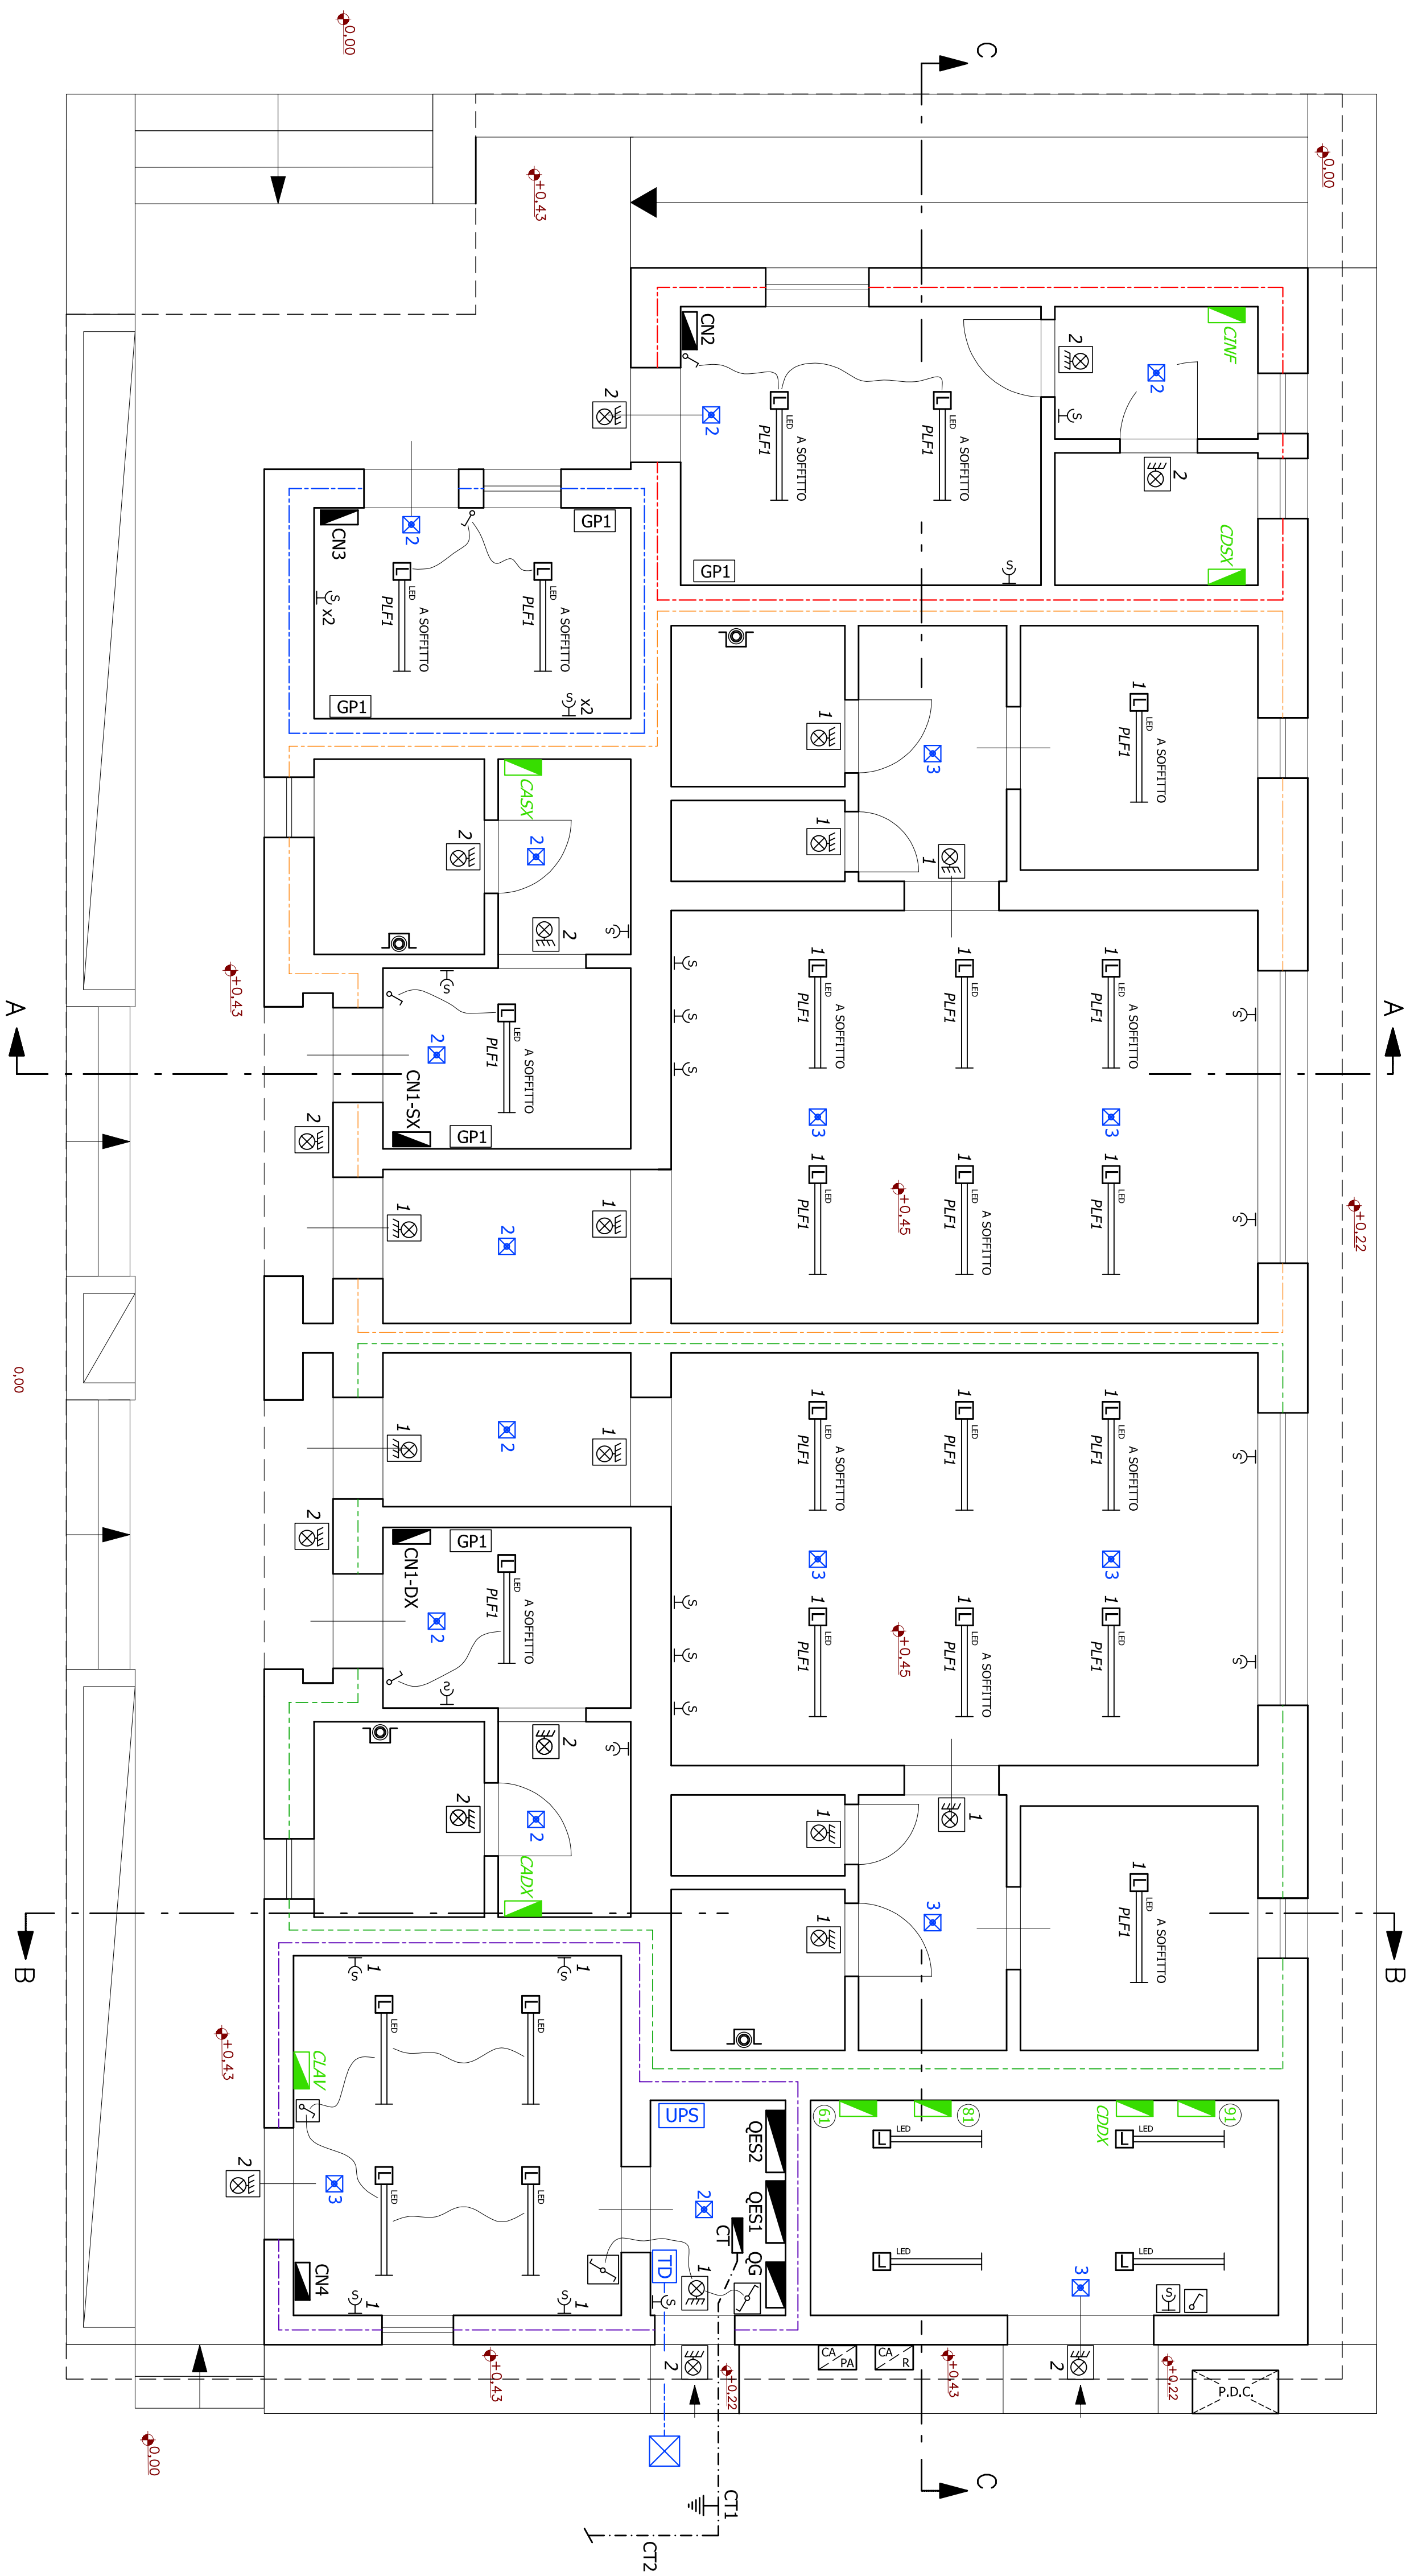 0,00
C
0,00
+0,43
CN2
2
CINF
2
2
2
S
L
LED
PLF1
A SOFFITTO
L
LED
PLF1
A SOFFITTO
2
CDSX
GP1
S
CN3
2
GP1
L
LED
PLF1
A SOFFITTO
L
LED
PLF1
A SOFFITTO
S
x2
GP1
S
x2
1
1
3
1
L
LED
PLF1
A SOFFITTO
1
1
CASX
2
2
2
S
+0,43
A
A
S
2
L
LED
PLF1
A SOFFITTO
CN1-SX
GP1
2
S
S
S
S
S
1
L
LED
PLF1
A SOFFITTO
1
L
LED
PLF1
1
L
LED
PLF1
A SOFFITTO
3
3
1
L
LED
PLF1
1
L
LED
PLF1
A SOFFITTO
1
L
LED
PLF1
+0,45
+0,22
1
1
2
0,00
1
1
2
1
L
LED
PLF1
A SOFFITTO
1
L
LED
PLF1
1
L
LED
PLF1
A SOFFITTO
S
S
3
3
1
L
LED
PLF1
1
L
LED
PLF1
A SOFFITTO
1
L
LED
PLF1
+0,45
S
S
S
2
CN1-DX
GP1
2
L
LED
PLF1
A SOFFITTO
S
S
2
2
2
CADX
1
1
1
3
1
L
LED
PLF1
A SOFFITTO
B
B
+0,43
1
S
1
S
L
LED
L
LED
L
LED
L
LED
CLAV
2
3
CN4
S
1
S
1
UPS
QES2
QES1
QG
CT
2
TD
1
S
61
81
CDDX
91
L
LED
L
LED
L
LED
L
LED
3
S
2
2
CA
PA
CA
R
+0,43
+0,22
+0,43
+0,22
P.D.C.
0,00
C
CT1
CT2